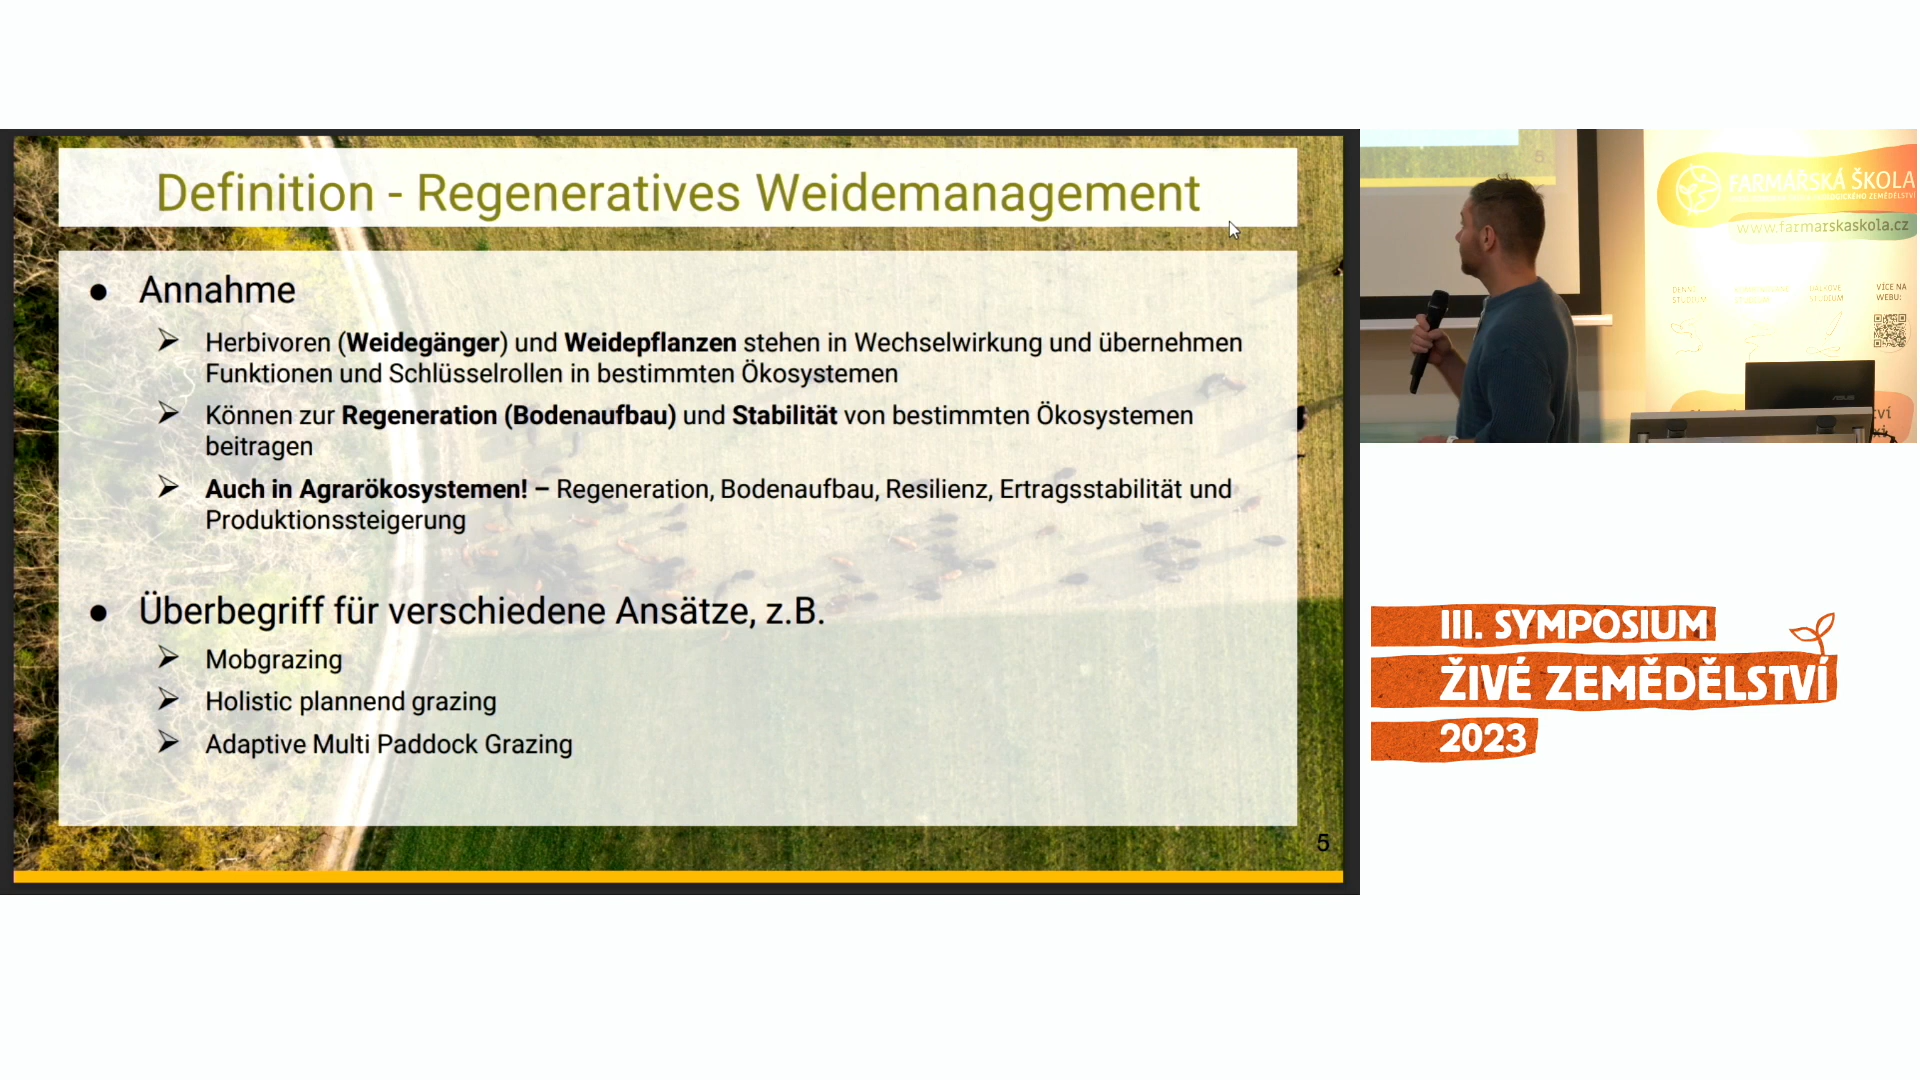 Definition - Regeneratives Weidemanagement
● Annahme
➢ Herbivoren (Weidegänger) und Weidepflanzen stehen in Wechselwirkung und übernehmen
Funktionen und Schlüsselrollen in bestimmten Ökosystemen
➢ Können zur Regeneration (Bodenaufbau) und Stabilität von bestimmten Ökosystemen
beitragen
➢ Auch in Agrarökosystemen! – Regeneration, Bodenaufbau, Resilienz, Ertragsstabilität und
Produktionssteigerung
● Überbegriff für verschiedene Ansätze, z.B.
➢ Mobgrazing
➢ Holistic plannend grazing
➢ Adaptive Multi Paddock Grazing
5
FARMÁŘSKÁ ŠKOLA
www.farmarskaskola.cz
VÍCE NA
WEBU:
III. SYMPOSIUM
ŽIVÉ ZEMĚDĚLSTVÍ
2023